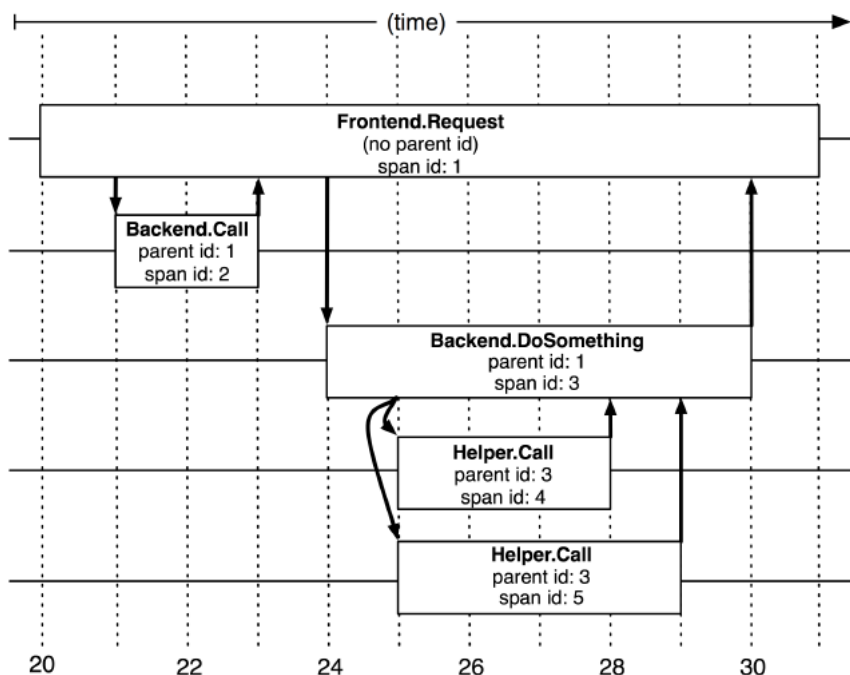 (time)
Frontend.Request
(no parent id)
span id: 1
Backend.Call
parent id: 1
span id: 2
Backend.DoSomething
parent id: 1
span id: 3
Helper.Call
parent id: 3
span id: 4
Helper.Call
parent id: 3
span id: 5
20 22 24 26 28 30